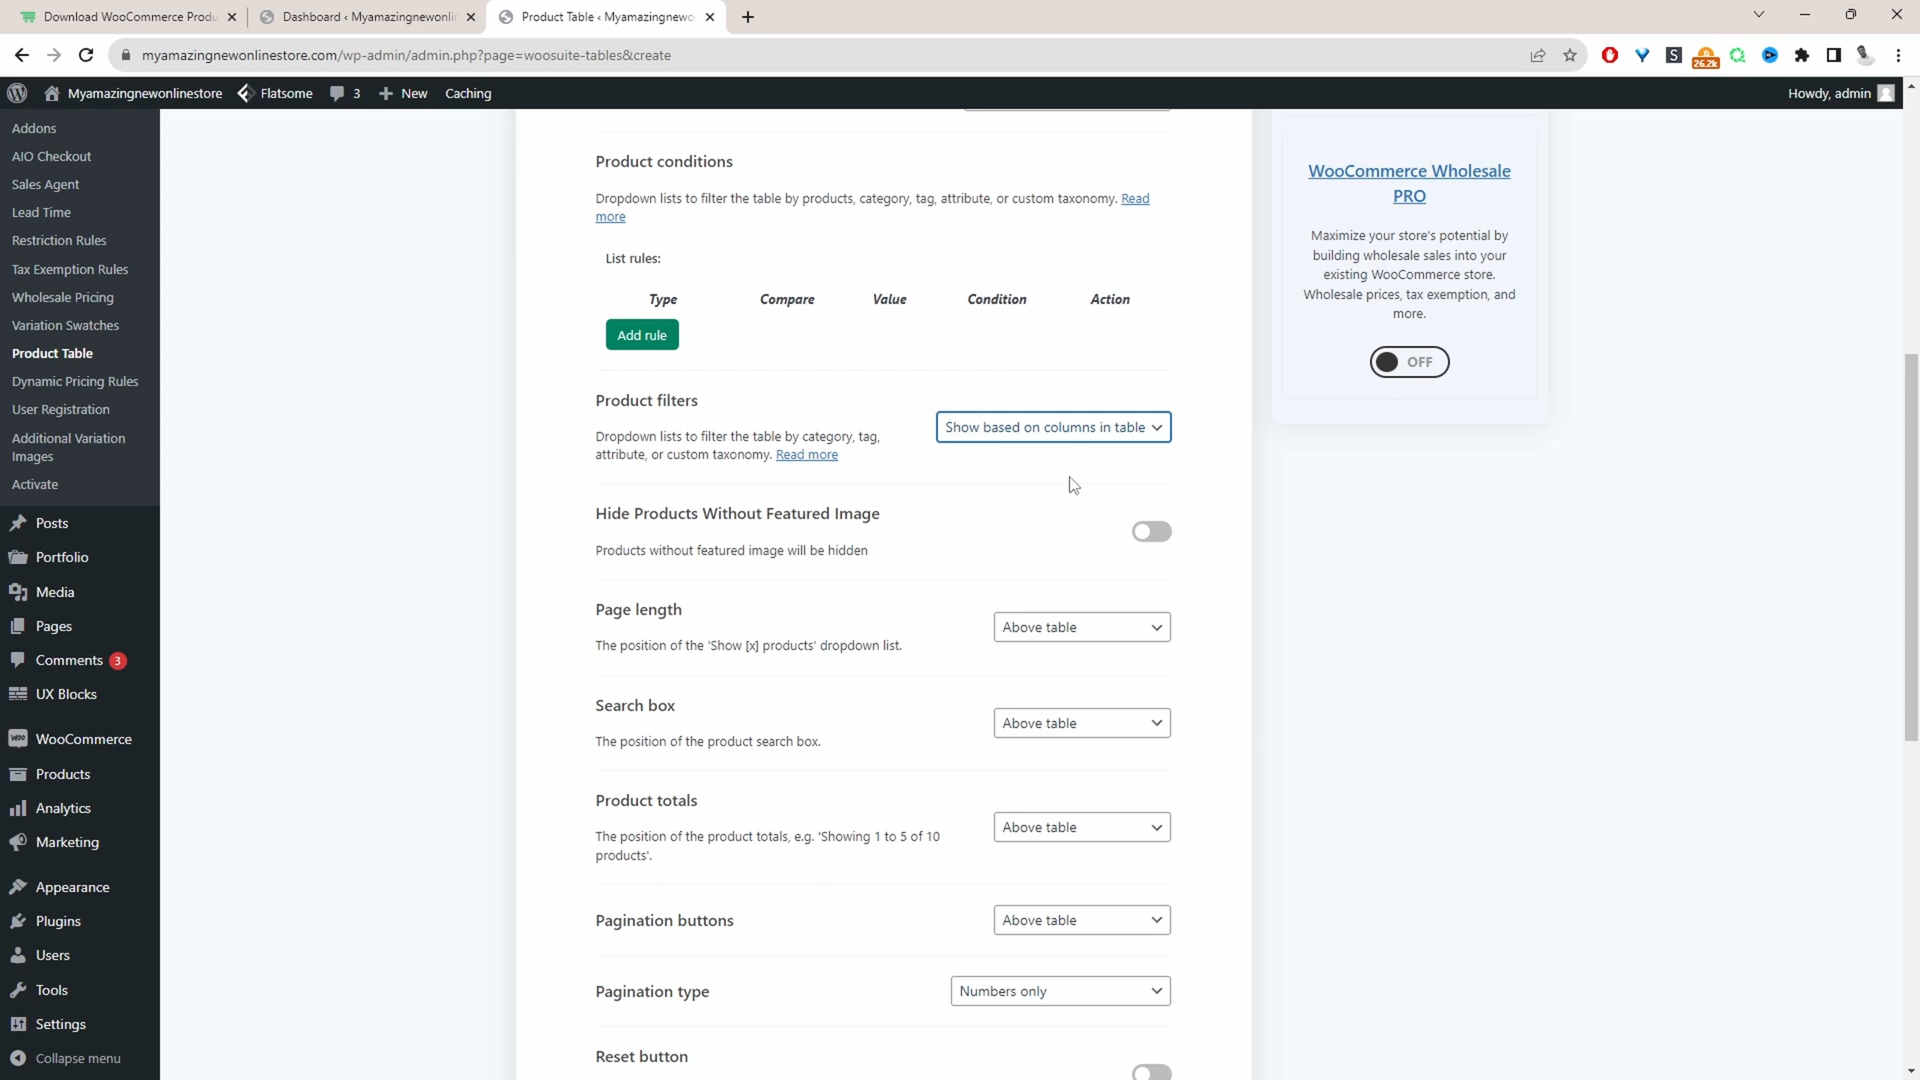 Download WooCommerce Produ
Dashboard ‹ Myamazingnewonlin
Product Table ‹ Myamazingnewo
myamazingnewonlinestore.com/wp-admin/admin.php?page=woosuite-tables&create
S
26.2k
Myamazingnewonlinestore
Flatsome
3
New
Caching
Howdy, admin
Addons
AIO Checkout
Sales Agent
Lead Time
Restriction Rules
Tax Exemption Rules
Wholesale Pricing
Variation Swatches
Product Table
Dynamic Pricing Rules
User Registration
Additional Variation
Images
Activate
Posts
Portfolio
Media
Pages
Comments 3
UX Blocks
WooCommerce
Products
Analytics
Marketing
Appearance
Plugins
Users
Tools
Settings
Collapse menu
Product conditions
Dropdown lists to filter the table by products, category, tag, attribute, or custom taxonomy. Read
more
List rules:
Type Compare Value Condition Action
Add rule
Product filters
Show based on columns in table
Dropdown lists to filter the table by category, tag,
attribute, or custom taxonomy. Read more
Hide Products Without Featured Image
Products without featured image will be hidden
Page length
Above table
The position of the 'Show [x] products' dropdown list.
Search box
Above table
The position of the product search box.
Product totals
Above table
The position of the product totals, e.g. 'Showing 1 to 5 of 10
products'.
Pagination buttons
Above table
Pagination type
Numbers only
Reset button
WooCommerce Wholesale
PRO
Maximize your store's potential by
building wholesale sales into your
existing WooCommerce store.
Wholesale prices, tax exemption, and
more.
OFF